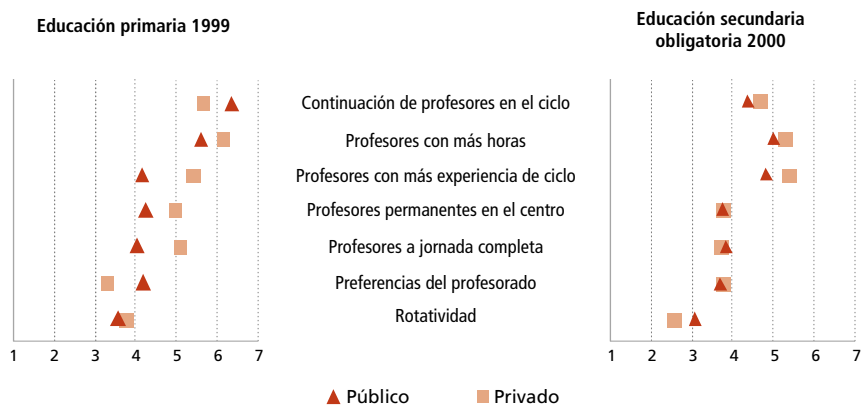 Educación primaria 1999
Educación secundaria
obligatoria 2000
Continuación de profesores en el ciclo
Profesores con más horas
Profesores con más experiencia de ciclo
Profesores permanentes en el centro
Profesores a jornada completa
Preferencias del profesorado
Rotatividad
1 2 3 4 5 6 7
1 2 3 4 5 6 7
Público Privado